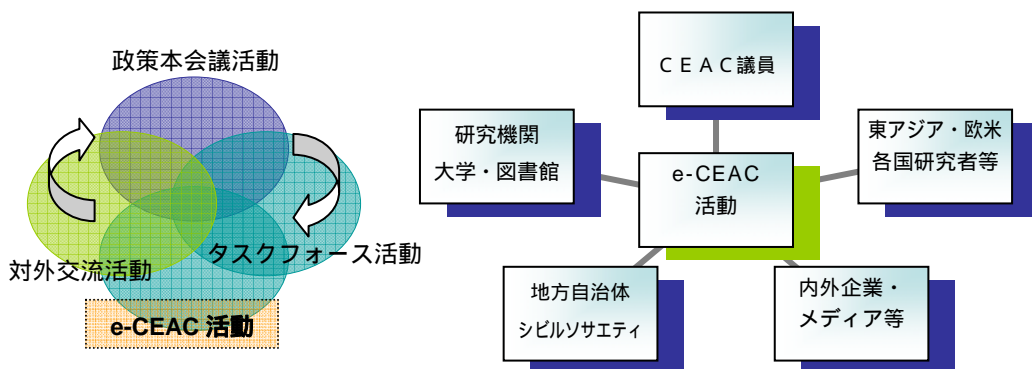 政策本会議活動
対外交流活動
タスクフォース活動
e-CEAC 活動
ＣＥＡＣ議員
研究機関
大学・図書館
東アジア・欧米
各国研究者等
e-CEAC
活動
地方自治体
シビルソサエティ
内外企業・
メディア等